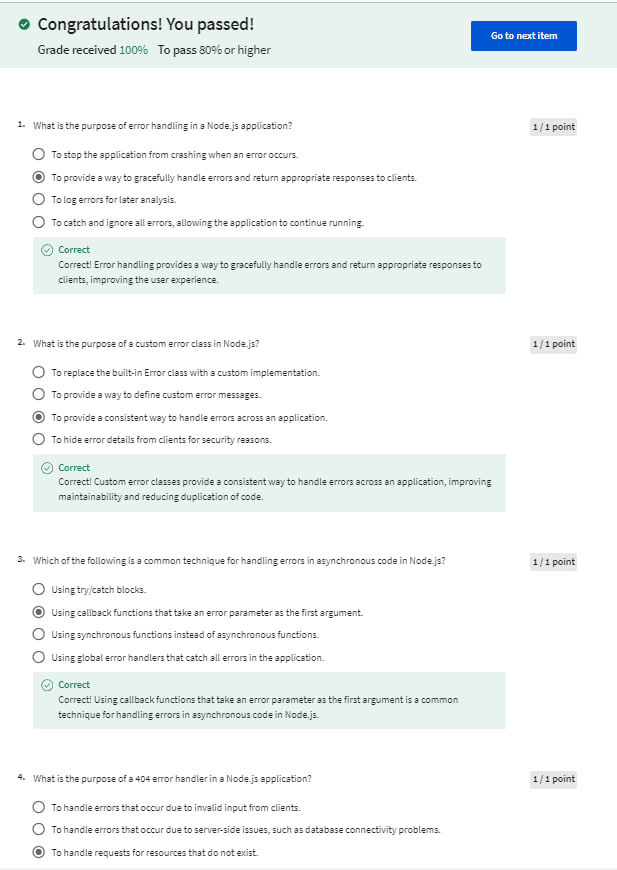 Congratulations! You passed!
Grade received 100% To pass 80% or higher
Go to next item
1. What is the purpose of error handling in a Node.js application?
1 / 1 point
To stop the application from crashing when an error occurs.
To provide a way to gracefully handle errors and return appropriate responses to clients.
To log errors for later analysis.
To catch and ignore all errors, allowing the application to continue running.
Correct
Correct! Error handling provides a way to gracefully handle errors and return appropriate responses to
clients, improving the user experience.
2. What is the purpose of a custom error class in Node.js?
1 / 1 point
To replace the built-in Error class with a custom implementation.
To provide a way to define custom error messages.
To provide a consistent way to handle errors across an application.
To hide error details from clients for security reasons.
Correct
Correct! Custom error classes provide a consistent way to handle errors across an application, improving
maintainability and reducing duplication of code.
3. Which of the following is a common technique for handling errors in asynchronous code in Node.js?
1 / 1 point
Using try/catch blocks.
Using callback functions that take an error parameter as the first argument.
Using synchronous functions instead of asynchronous functions.
Using global error handlers that catch all errors in the application.
Correct
Correct! Using callback functions that take an error parameter as the first argument is a common
technique for handling errors in asynchronous code in Node.js.
4. What is the purpose of a 404 error handler in a Node.js application?
1 / 1 point
To handle errors that occur due to invalid input from clients.
To handle errors that occur due to server-side issues, such as database connectivity problems.
To handle requests for resources that do not exist.